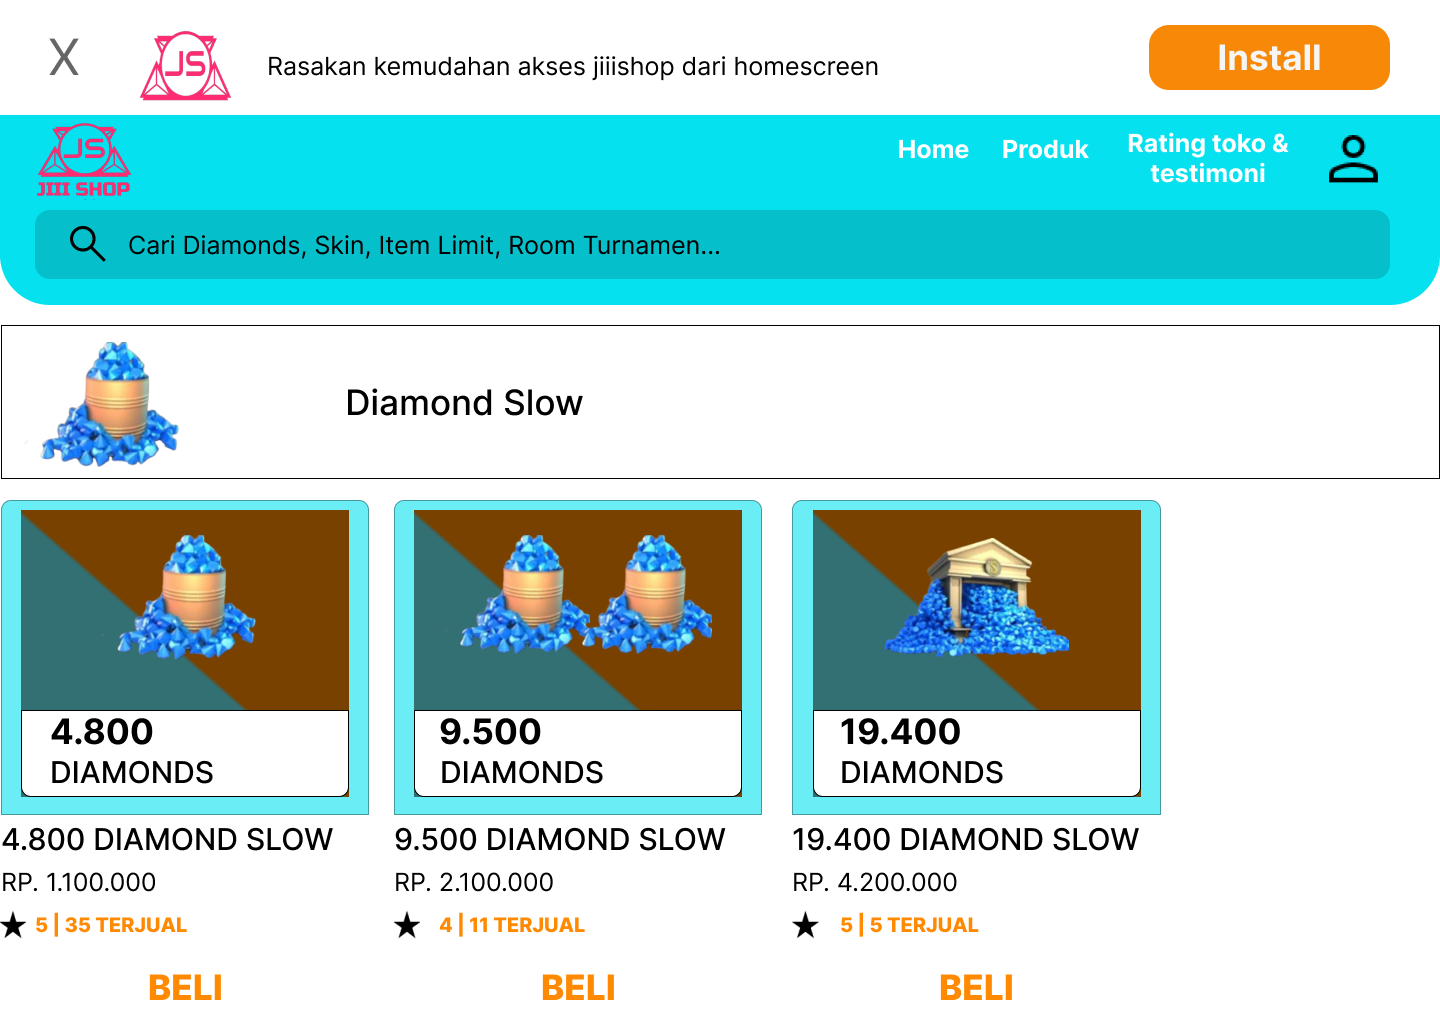 X
JS
Rasakan kemudahan akses jiiishop dari homescreen
Install
JS
JIII SHOP
Home
Produk
Rating toko &
testimoni
Cari Diamonds, Skin, Item Limit, Room Turnamen...
Diamond Slow
4.800
DIAMONDS
4.800 DIAMOND SLOW
RP. 1.100.000
5 | 35 TERJUAL
BELI
9.500
DIAMONDS
9.500 DIAMOND SLOW
RP. 2.100.000
4 | 11 TERJUAL
BELI
19.400
DIAMONDS
19.400 DIAMOND SLOW
RP. 4.200.000
5 | 5 TERJUAL
BELI